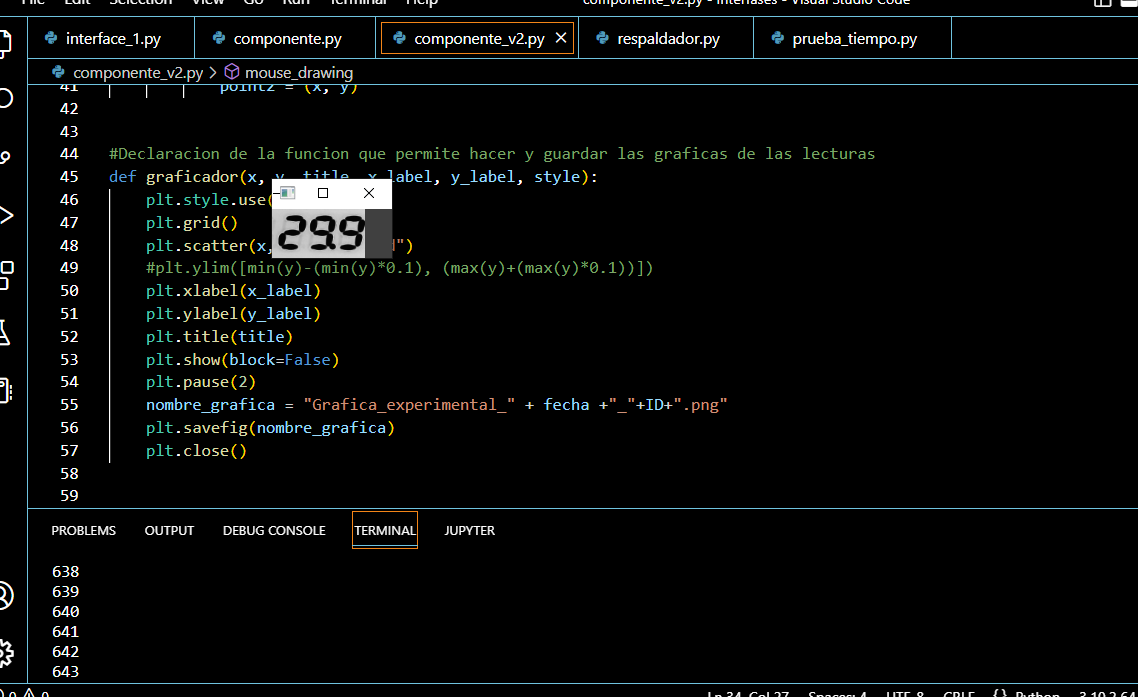 File Edit Selection View Go Run Terminal Help componente_v2.py - Interfases - Visual Studio Code
interface_1.py componente.py componente_v2.py respaldador.py prueba_tiempo.py
componente_v2.py > mouse_drawing
41 point2 = (x, y)
42
43
44 #Declaracion de la funcion que permite hacer y guardar las graficas de las lecturas
45 def graficador(x, y, title, x_label, y_label, style):
46 plt.style.use(
47 plt.grid()
48 plt.scatter(x, ")
29.9
49 #plt.ylim([min(y)-(min(y)*0.1), (max(y)+(max(y)*0.1))])
50 plt.xlabel(x_label)
51 plt.ylabel(y_label)
52 plt.title(title)
53 plt.show(block=False)
54 plt.pause(2)
55 nombre_grafica = "Grafica_experimental_" + fecha +"_"+ID+".png"
56 plt.savefig(nombre_grafica)
57 plt.close()
58
59
PROBLEMS OUTPUT DEBUG CONSOLE TERMINAL JUPYTER
638
639
640
641
642
643
0 0 Ln 34, Col 27 Spaces: 4 UTF-8 CRLF {} Python 3.10.2 64